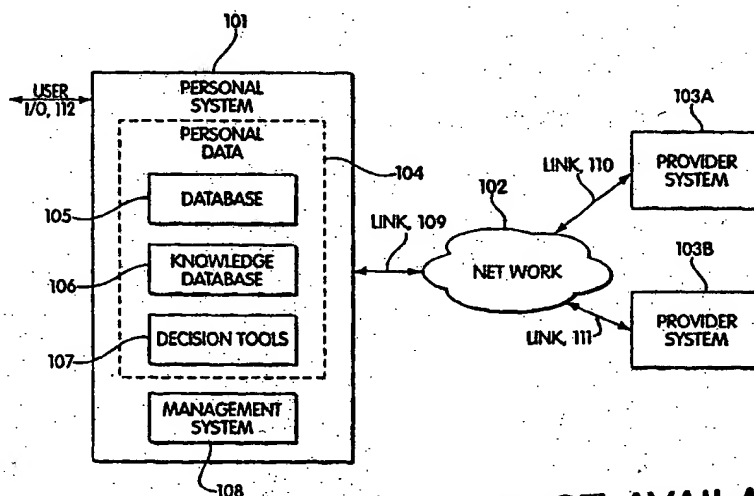 101
USER
I/O, 112
PERSONAL
SYSTEM
PERSONAL
DATA
104
105
DATABASE
106
KNOWLEDGE
DATABASE
107
DECISION TOOLS
MANAGEMENT
SYSTEM
108
LINK, 109
102
NET WORK
LINK, 110
103A
PROVIDER
SYSTEM
103B
PROVIDER
SYSTEM
LINK, 111